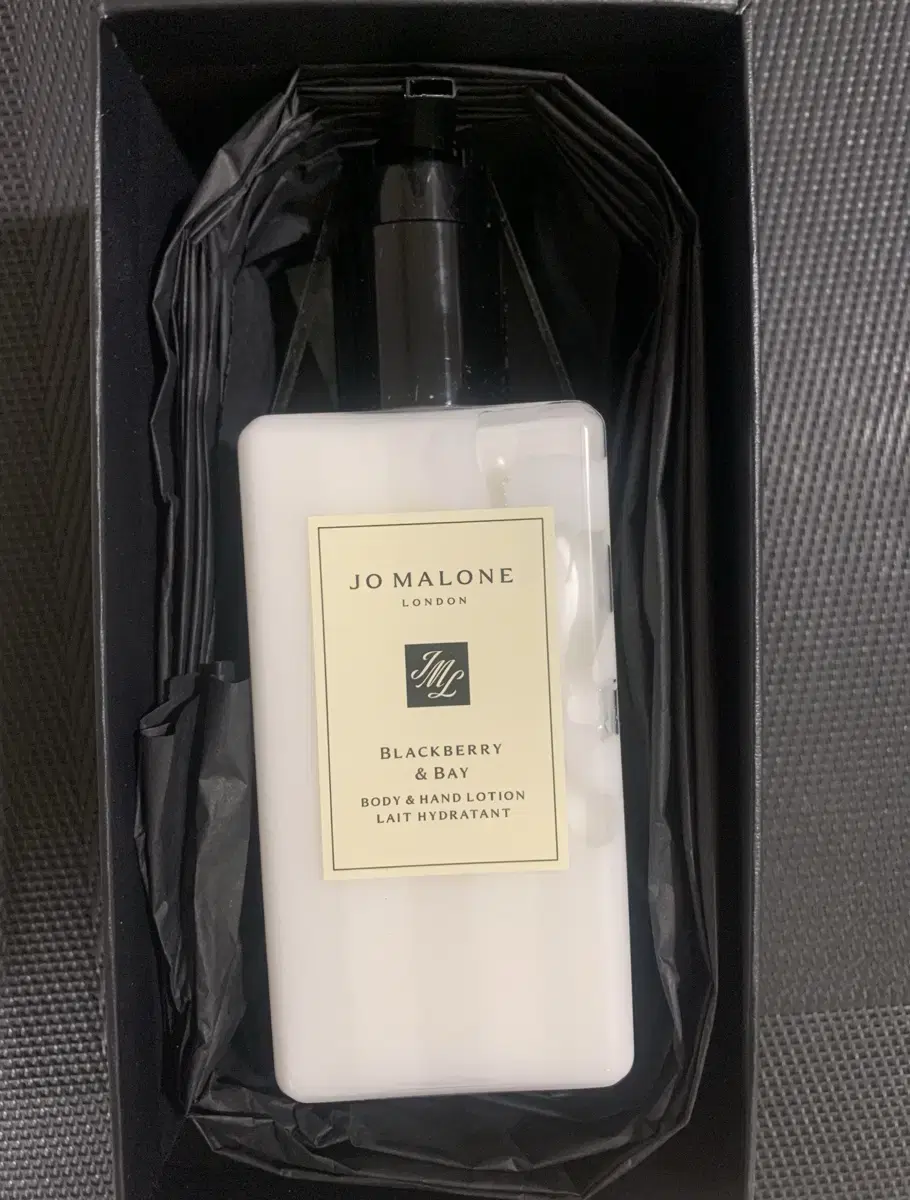 JO MALONE
LONDON
JML
BLACKBERRY
& BAY
BODY & HAND LOTION
LAIT HYDRATANT